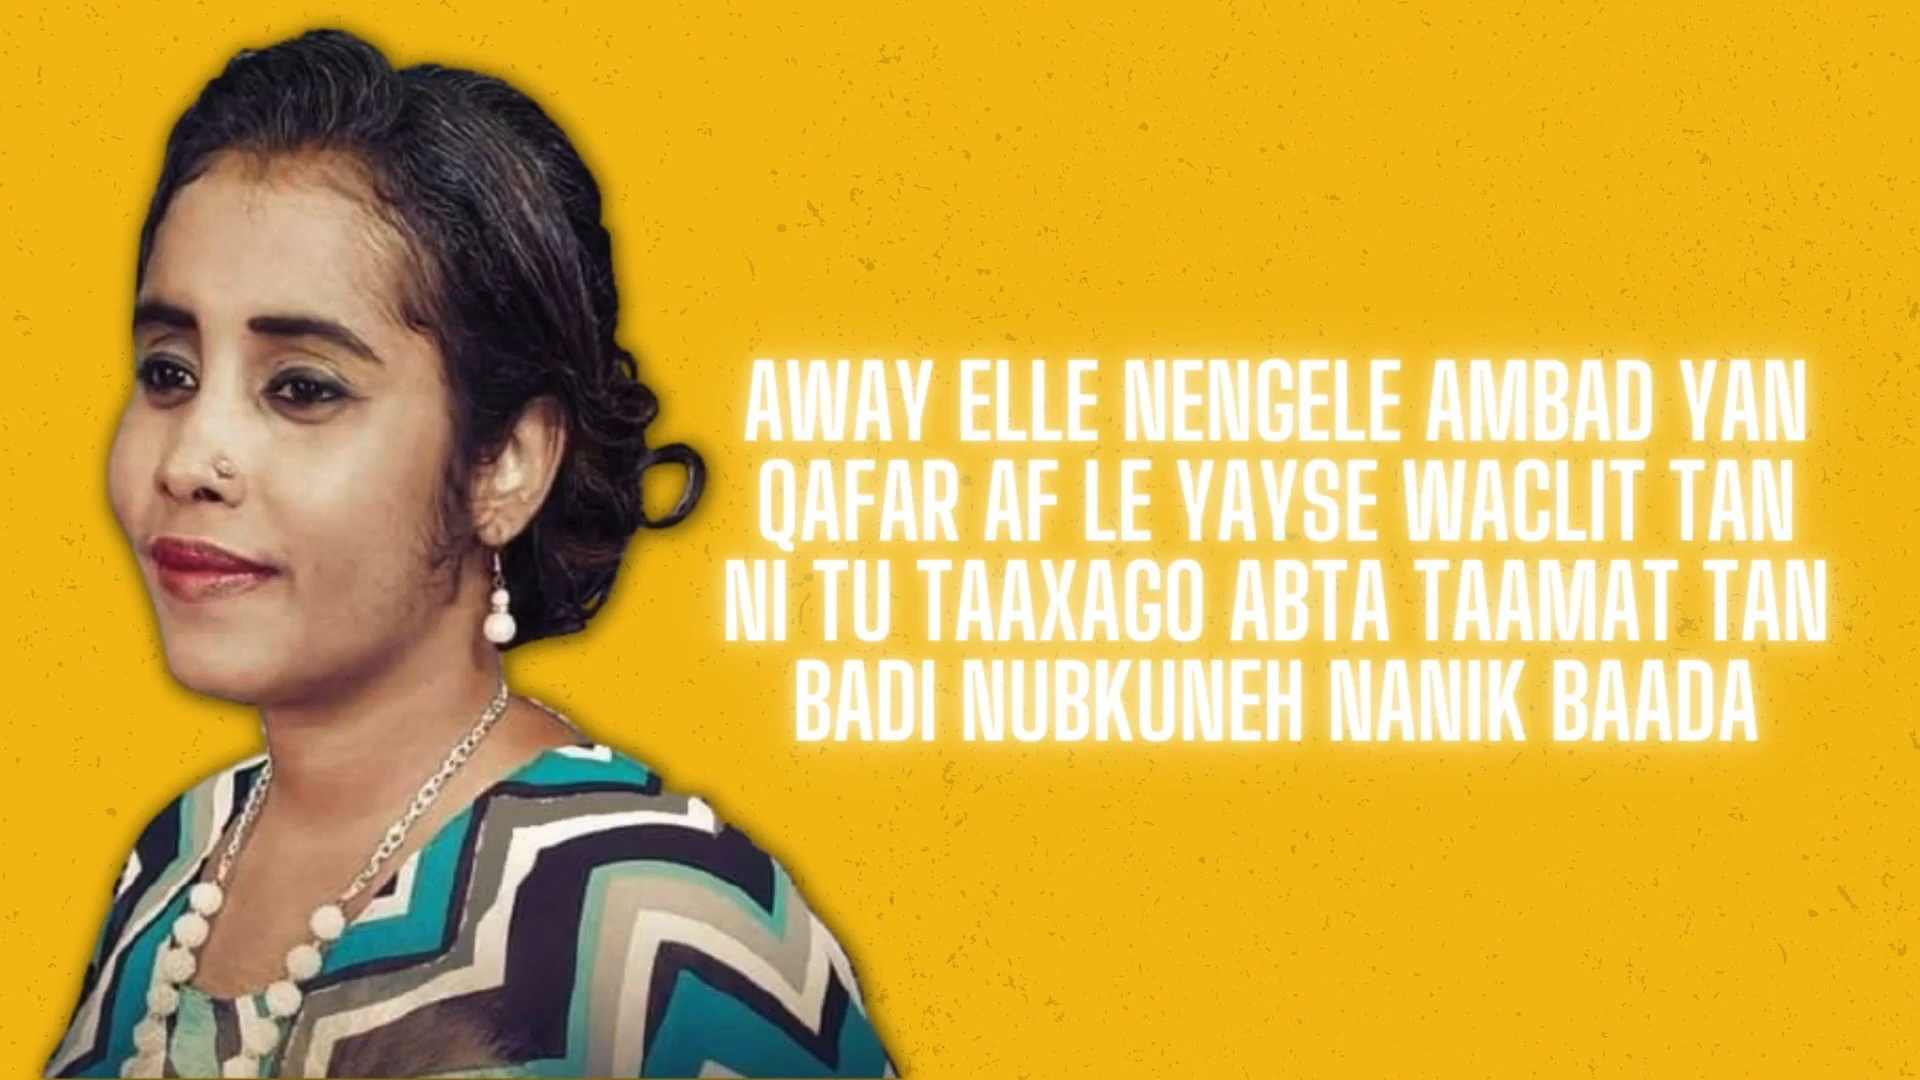 AWAY ELLE NENGELE AMBAD YAN
QAFAR AF LE YAYSE WACLIT TAN
NI TU TAAXAGO ABTA TAAMAT TAN
BADI NUBKUNEH NANIK BAADA